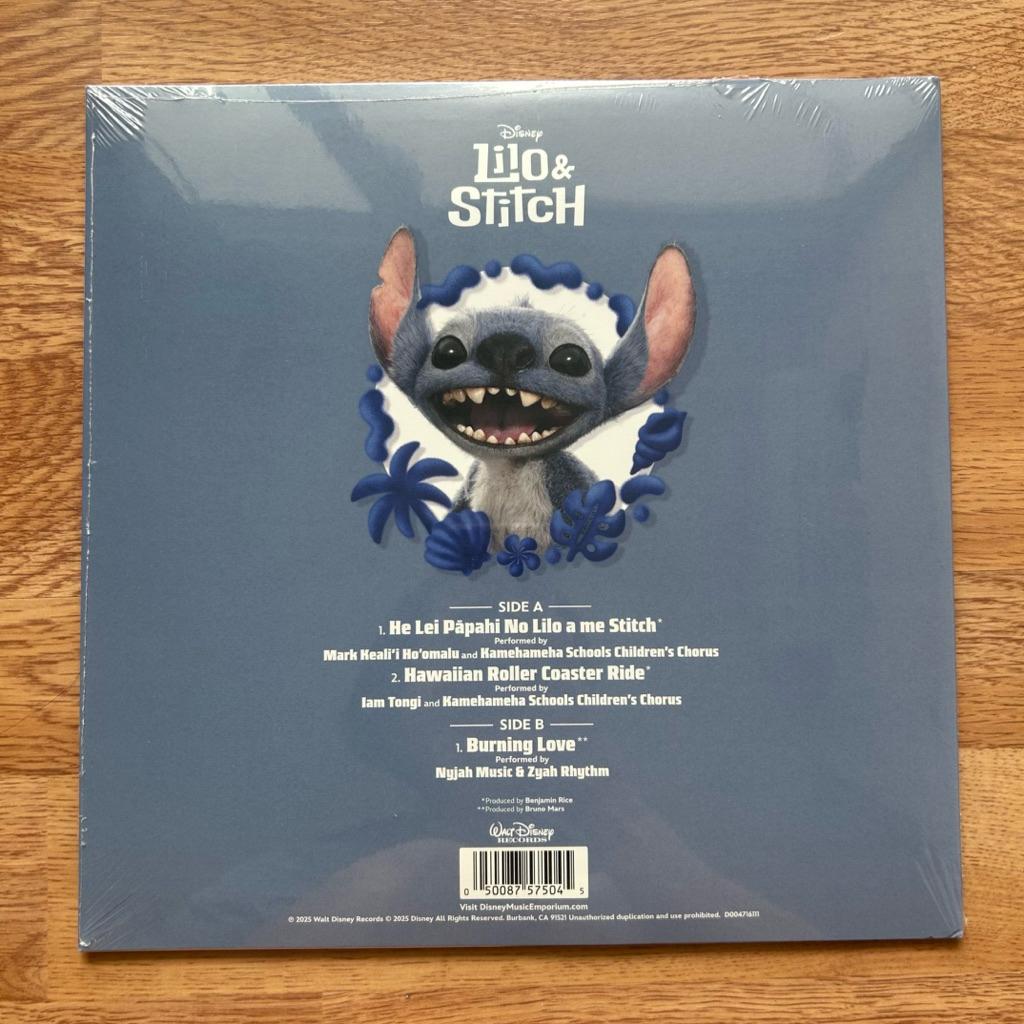 Disney
Lilo &
Stitch
SIDE A
1. He Lei Pāpahi No Lilo a me Stitch*
Performed by
Mark Keali‘i Ho‘omalu and Kamehameha Schools Children's Chorus
2. Hawaiian Roller Coaster Ride*
Performed by
Iam Tongi and Kamehameha Schools Children's Chorus
SIDE B
1. Burning Love**
Performed by
Nyjah Music & Zyah Rhythm
*Produced by Benjamin Rice
**Produced by Bruno Mars
Walt Disney
RECORDS
0 50087 57504 5
Visit DisneyMusicEmporium.com
℗ 2025 Walt Disney Records © 2025 Disney All Rights Reserved. Burbank, CA 91521 Unauthorized duplication and use prohibited. D004716111